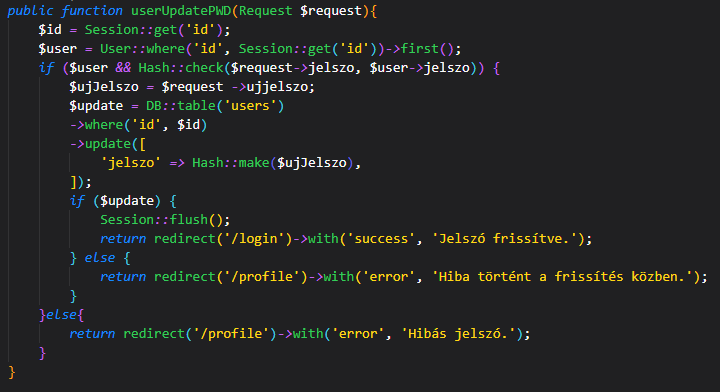 public function userUpdatePWD(Request $request){
    $id = Session::get('id');
    $user = User::where('id', Session::get('id'))->first();
    if ($user && Hash::check($request->jelszo, $user->jelszo)) {
        $ujJelszo = $request ->ujjelszo;
        $update = DB::table('users')
        ->where('id', $id)
        ->update([
            'jelszo' => Hash::make($ujJelszo),
        ]);
        if ($update) {
            Session::flush();
            return redirect('/login')->with('success', 'Jelszó frissítve.');
        } else {
            return redirect('/profile')->with('error', 'Hiba történt a frissítés közben.');
        }
    }else{
        return redirect('/profile')->with('error', 'Hibás jelszó.');
    }
}